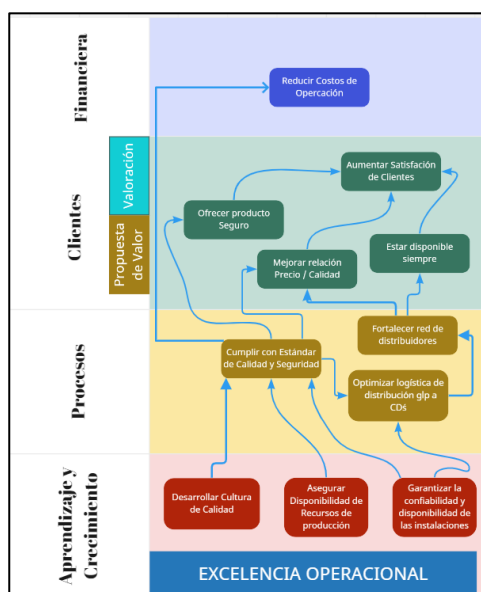 Financiera
Reducir Costos de
Opercación
Clientes
Valoración
Propuesta
de Valor
Aumentar Satisfacción
de Clientes
Ofrecer producto
Seguro
Mejorar relación
Precio / Calidad
Estar disponible
siempre
Procesos
Fortalecer red de
distribuidores
Cumplir con Estándar
de Calidad y Seguridad
Optimizar logística de
distribución glp a
CDś
Aprendizaje y
Crecimiento
Desarrollar Cultura
de Calidad
Asegurar
Disponibilidad de
Recursos de
producción
Garantizar la
confiabilidad y
disponibilidad de
las instalaciones
EXCELENCIA OPERACIONAL